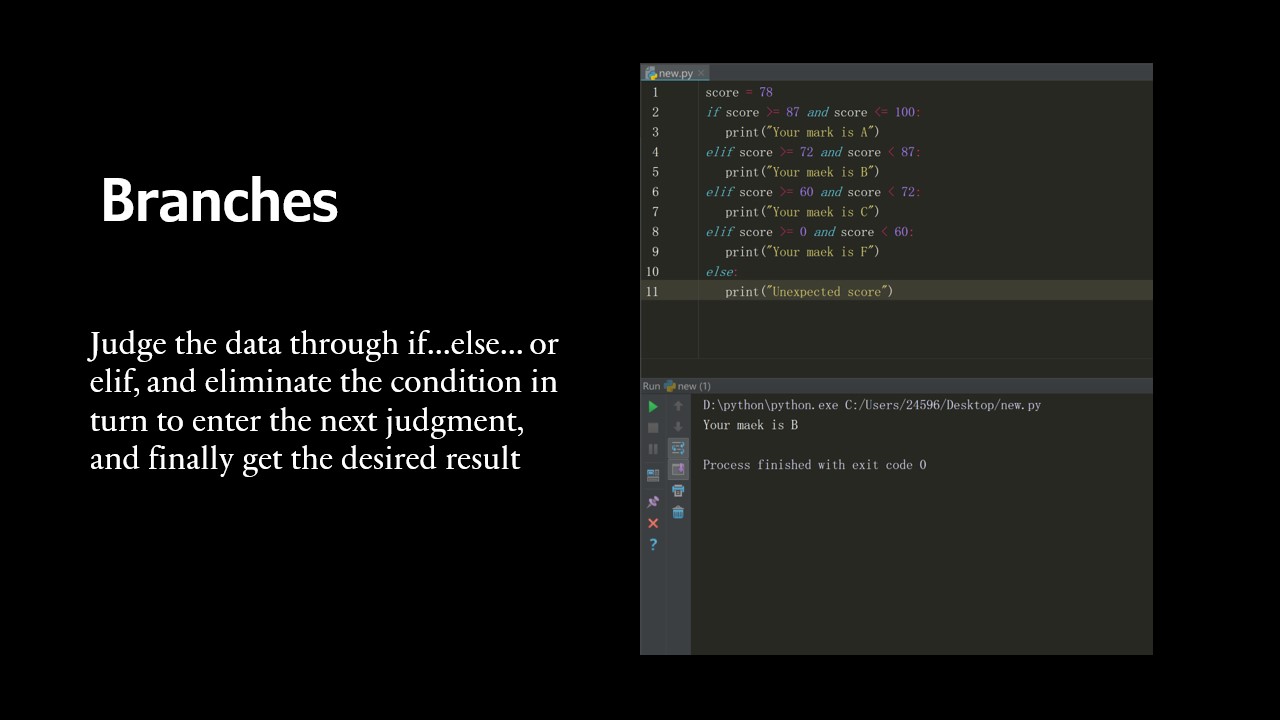 Branches
Judge the data through if...else... or
elif, and eliminate the condition in
turn to enter the next judgment,
and finally get the desired result
new.py
1 score = 78
2 if score >= 87 and score <= 100:
3 print("Your mark is A")
4 elif score >= 72 and score < 87:
5 print("Your maek is B")
6 elif score >= 60 and score < 72:
7 print("Your maek is C")
8 elif score >= 0 and score < 60:
9 print("Your maek is F")
10 else:
11 print("Unexpected score")
Run new (1)
D:\python\python.exe C:/Users/24596/Desktop/new.py
Your maek is B
Process finished with exit code 0